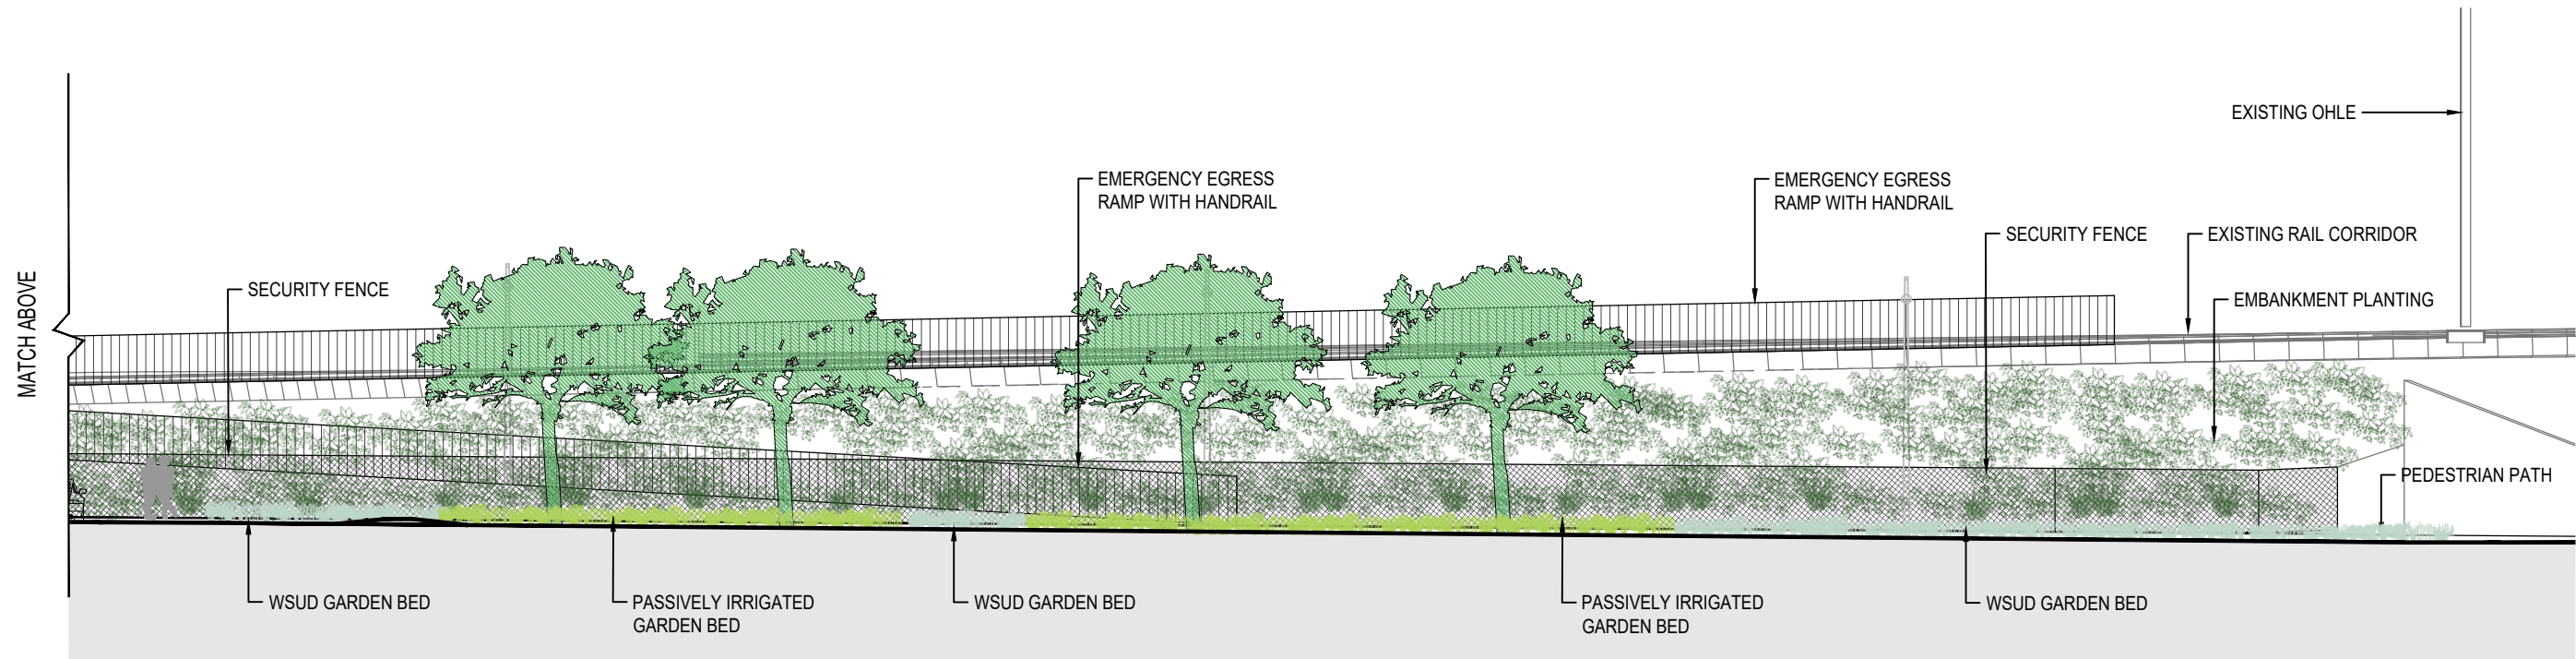 EXISTING OHLE
EMERGENCY EGRESS
RAMP WITH HANDRAIL
EMERGENCY EGRESS
RAMP WITH HANDRAIL
SECURITY FENCE
EXISTING RAIL CORRIDOR
MATCH ABOVE
SECURITY FENCE
EMBANKMENT PLANTING
PEDESTRIAN PATH
WSUD GARDEN BED
PASSIVELY IRRIGATED
GARDEN BED
WSUD GARDEN BED
PASSIVELY IRRIGATED
GARDEN BED
WSUD GARDEN BED